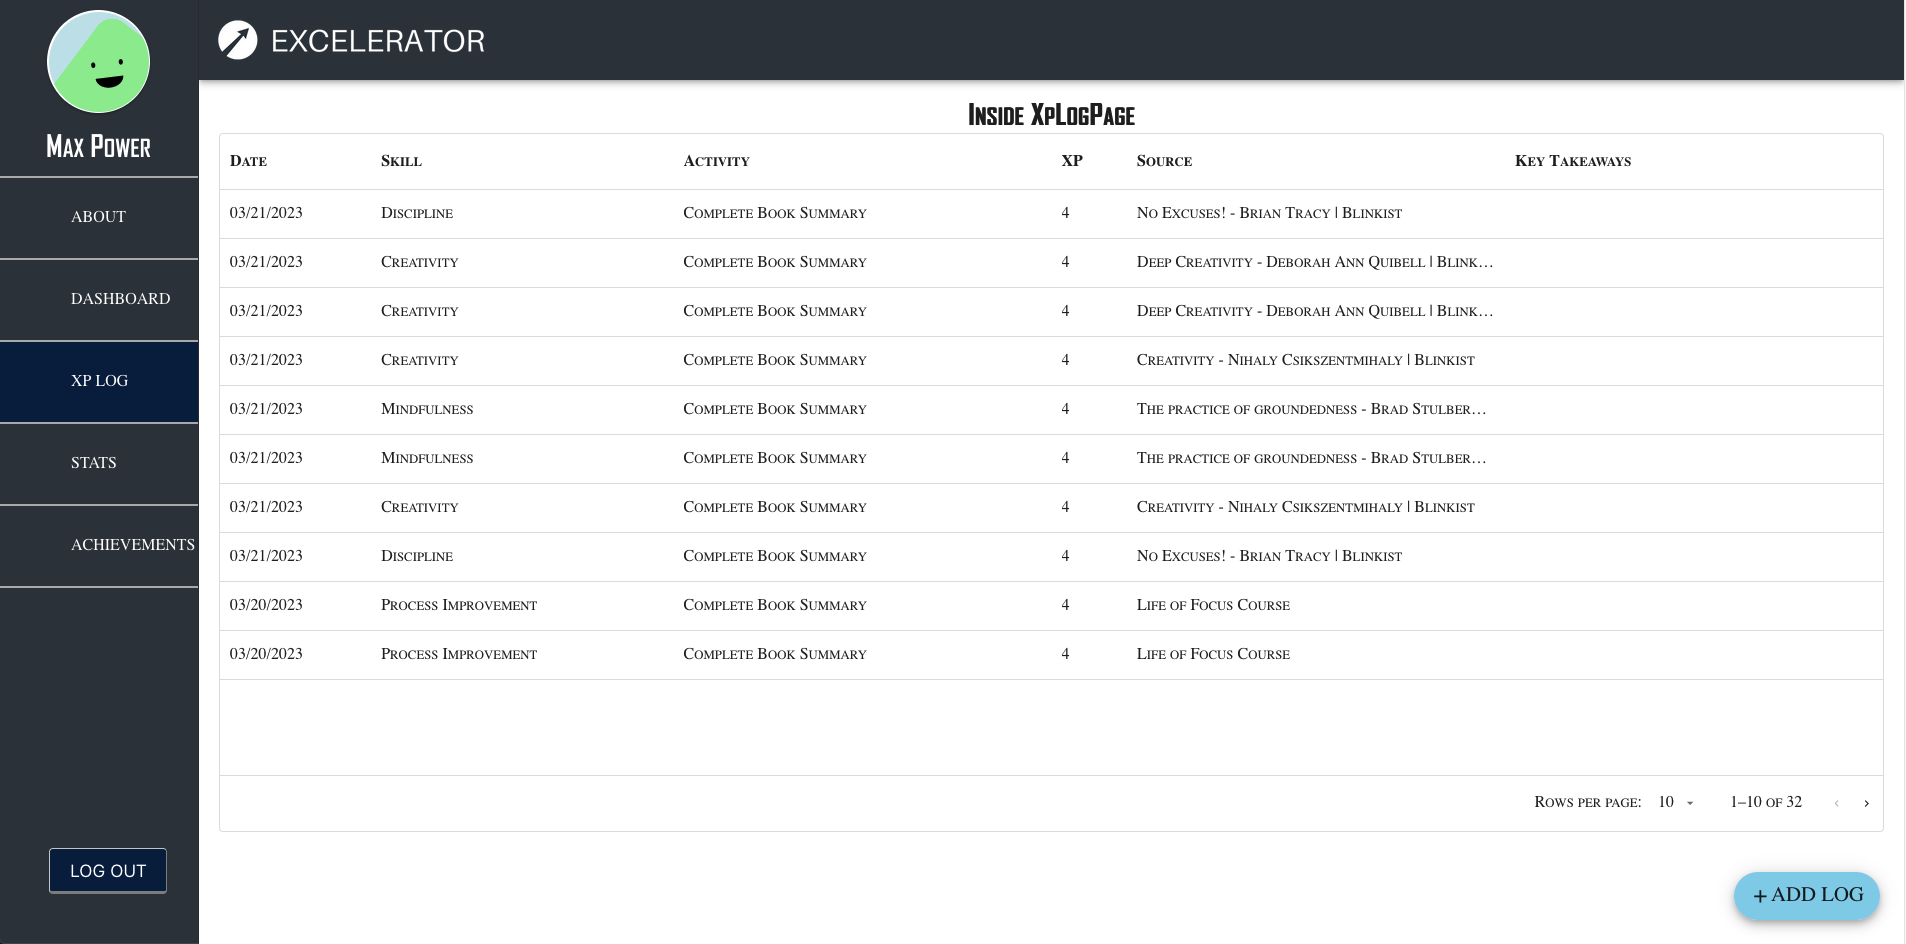 EXCELERATOR
Max Power
ABOUT
DASHBOARD
XP LOG
STATS
ACHIEVEMENTS
LOG OUT
Inside XpLogPage
Date Skill Activity XP Source Key Takeaways
03/21/2023 Discipline Complete Book Summary 4 No Excuses! - Brian Tracy | Blinkist
03/21/2023 Creativity Complete Book Summary 4 Deep Creativity - Deborah Ann Quibell | Blink…
03/21/2023 Creativity Complete Book Summary 4 Deep Creativity - Deborah Ann Quibell | Blink…
03/21/2023 Creativity Complete Book Summary 4 Creativity - Nihaly Csikszentmihaly | Blinkist
03/21/2023 Mindfulness Complete Book Summary 4 The practice of groundedness - Brad Stulber…
03/21/2023 Mindfulness Complete Book Summary 4 The practice of groundedness - Brad Stulber…
03/21/2023 Creativity Complete Book Summary 4 Creativity - Nihaly Csikszentmihaly | Blinkist
03/21/2023 Discipline Complete Book Summary 4 No Excuses! - Brian Tracy | Blinkist
03/20/2023 Process Improvement Complete Book Summary 4 Life of Focus Course
03/20/2023 Process Improvement Complete Book Summary 4 Life of Focus Course
Rows per page: 10 1–10 of 32
+ ADD LOG